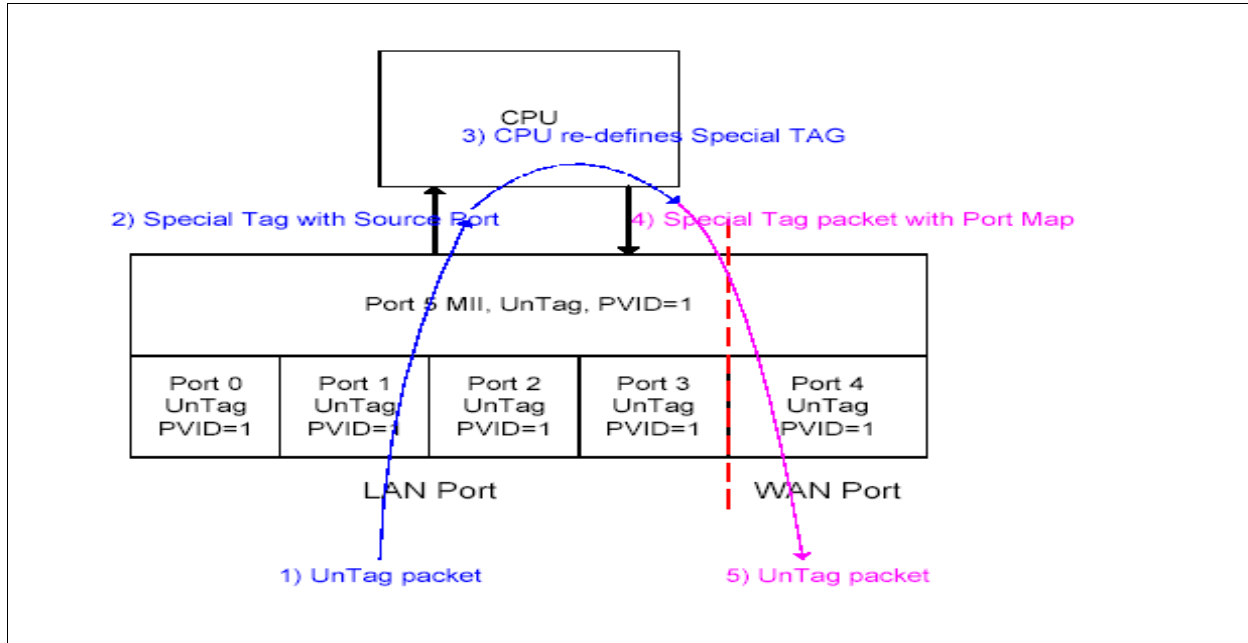 CPU
3) CPU re-defines Special TAG
2) Special Tag with Source Port
4) Special Tag packet with Port Map
Port 5 MII, UnTag, PVID=1
Port 0
UnTag
PVID=1
Port 1
UnTag
PVID=1
Port 2
UnTag
PVID=1
Port 3
UnTag
PVID=1
Port 4
UnTag
PVID=1
LAN Port
WAN Port
1) UnTag packet
5) UnTag packet